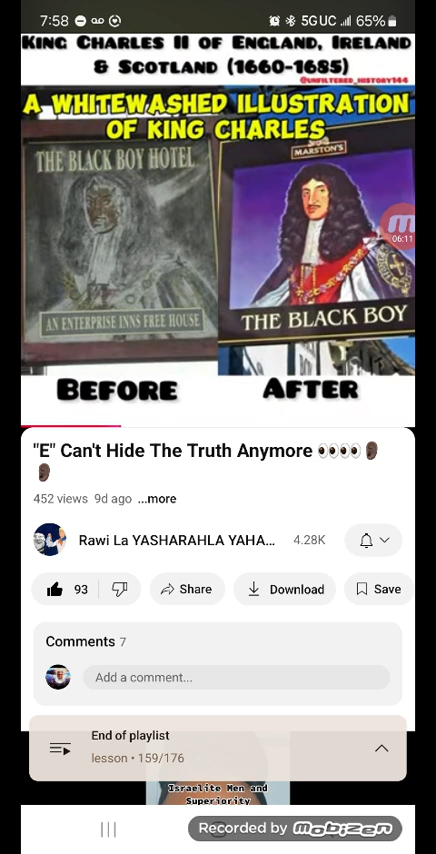 7:58
5GUC 65%
KING CHARLES II OF ENGLAND, IRELAND
& SCOTLAND (1660-1685)
@UNFILTERED_HISTORY144
A WHITEWASHED ILLUSTRATION
OF KING CHARLES
THE BLACK BOY HOTEL
MARSTON'S
06:11
AN ENTERPRISE INNS FREE HOUSE
THE BLACK BOY
BEFORE
AFTER
"E" Can't Hide The Truth Anymore 👀👀👂🏿
👂🏿
452 views 9d ago ...more
Rawi La YASHARAHLA YAHA... 4.28K
93 Share Download Save
Comments 7
Add a comment...
End of playlist
lesson • 159/176
Israelite Men and
Superiority
Recorded by mobizen